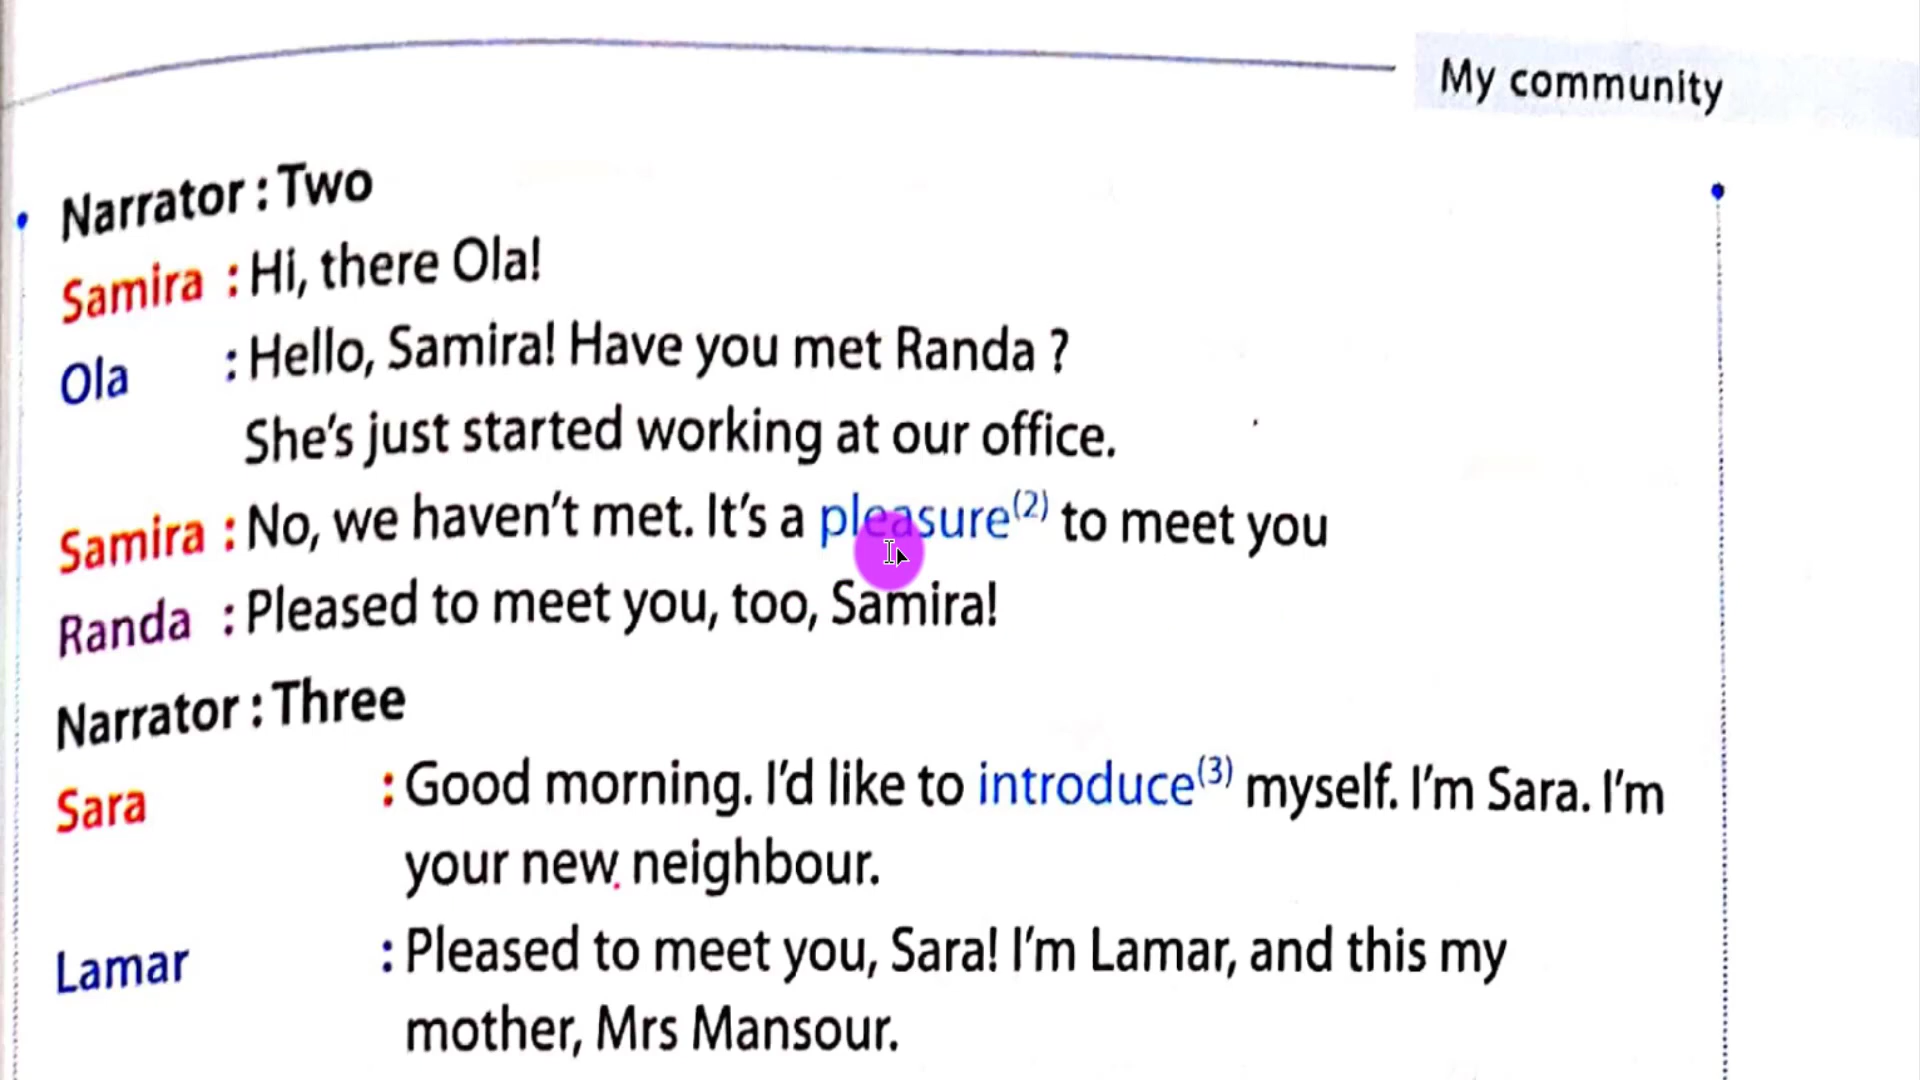 My community
Narrator : Two
Samira : Hi, there Ola!
Ola : Hello, Samira! Have you met Randa ?
She's just started working at our office.
Samira : No, we haven't met. It's a pleasure(2) to meet you
Randa : Pleased to meet you, too, Samira!
Narrator : Three
Sara : Good morning. I'd like to introduce(3) myself. I'm Sara. I'm
your new neighbour.
Lamar : Pleased to meet you, Sara! I'm Lamar, and this my
mother, Mrs Mansour.